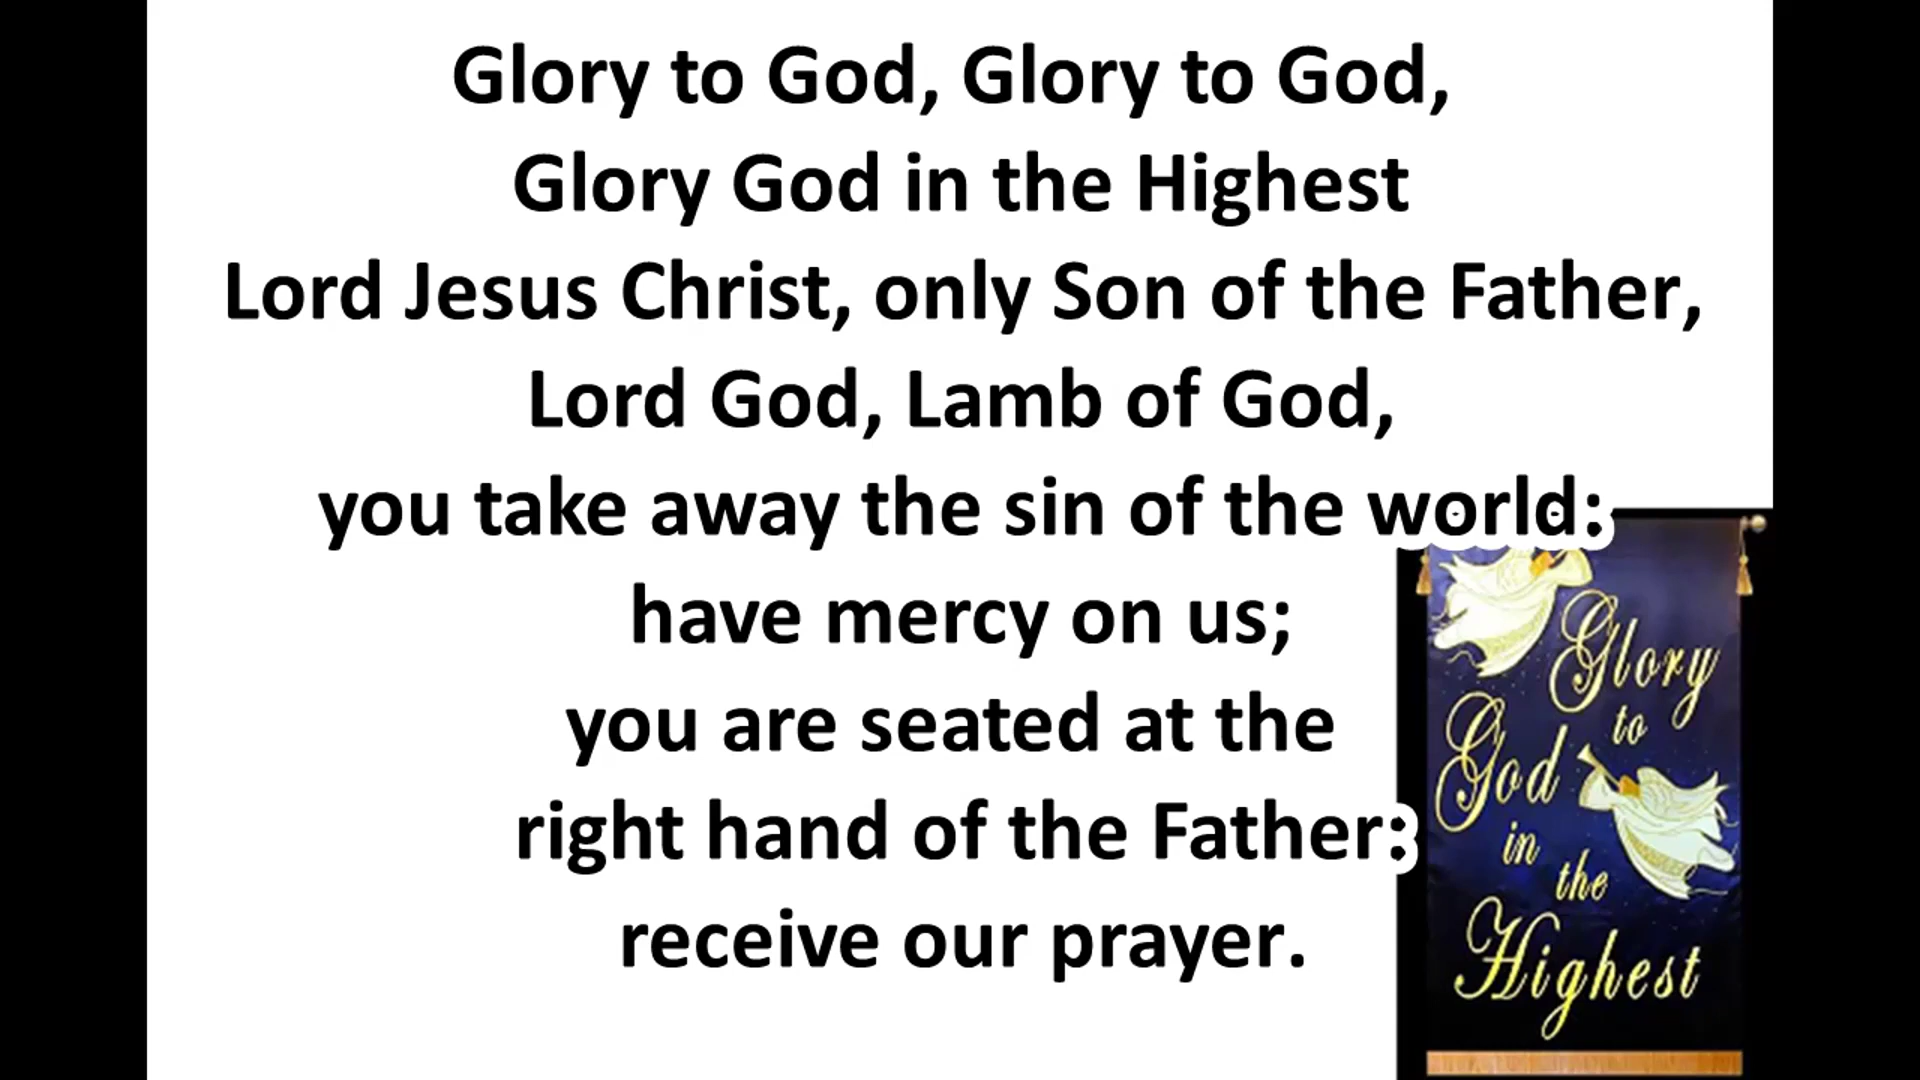 Glory to God, Glory to God,
Glory God in the Highest
Lord Jesus Christ, only Son of the Father,
Lord God, Lamb of God,
you take away the sin of the world:
have mercy on us;
you are seated at the
right hand of the Father:
receive our prayer.
Glory
to
God
in
the
Highest